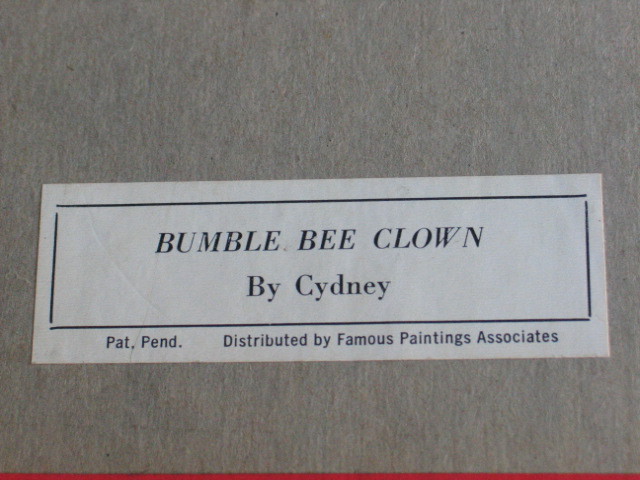 BUMBLE BEE CLOWN
By Cydney
Pat. Pend. Distributed by Famous Paintings Associates